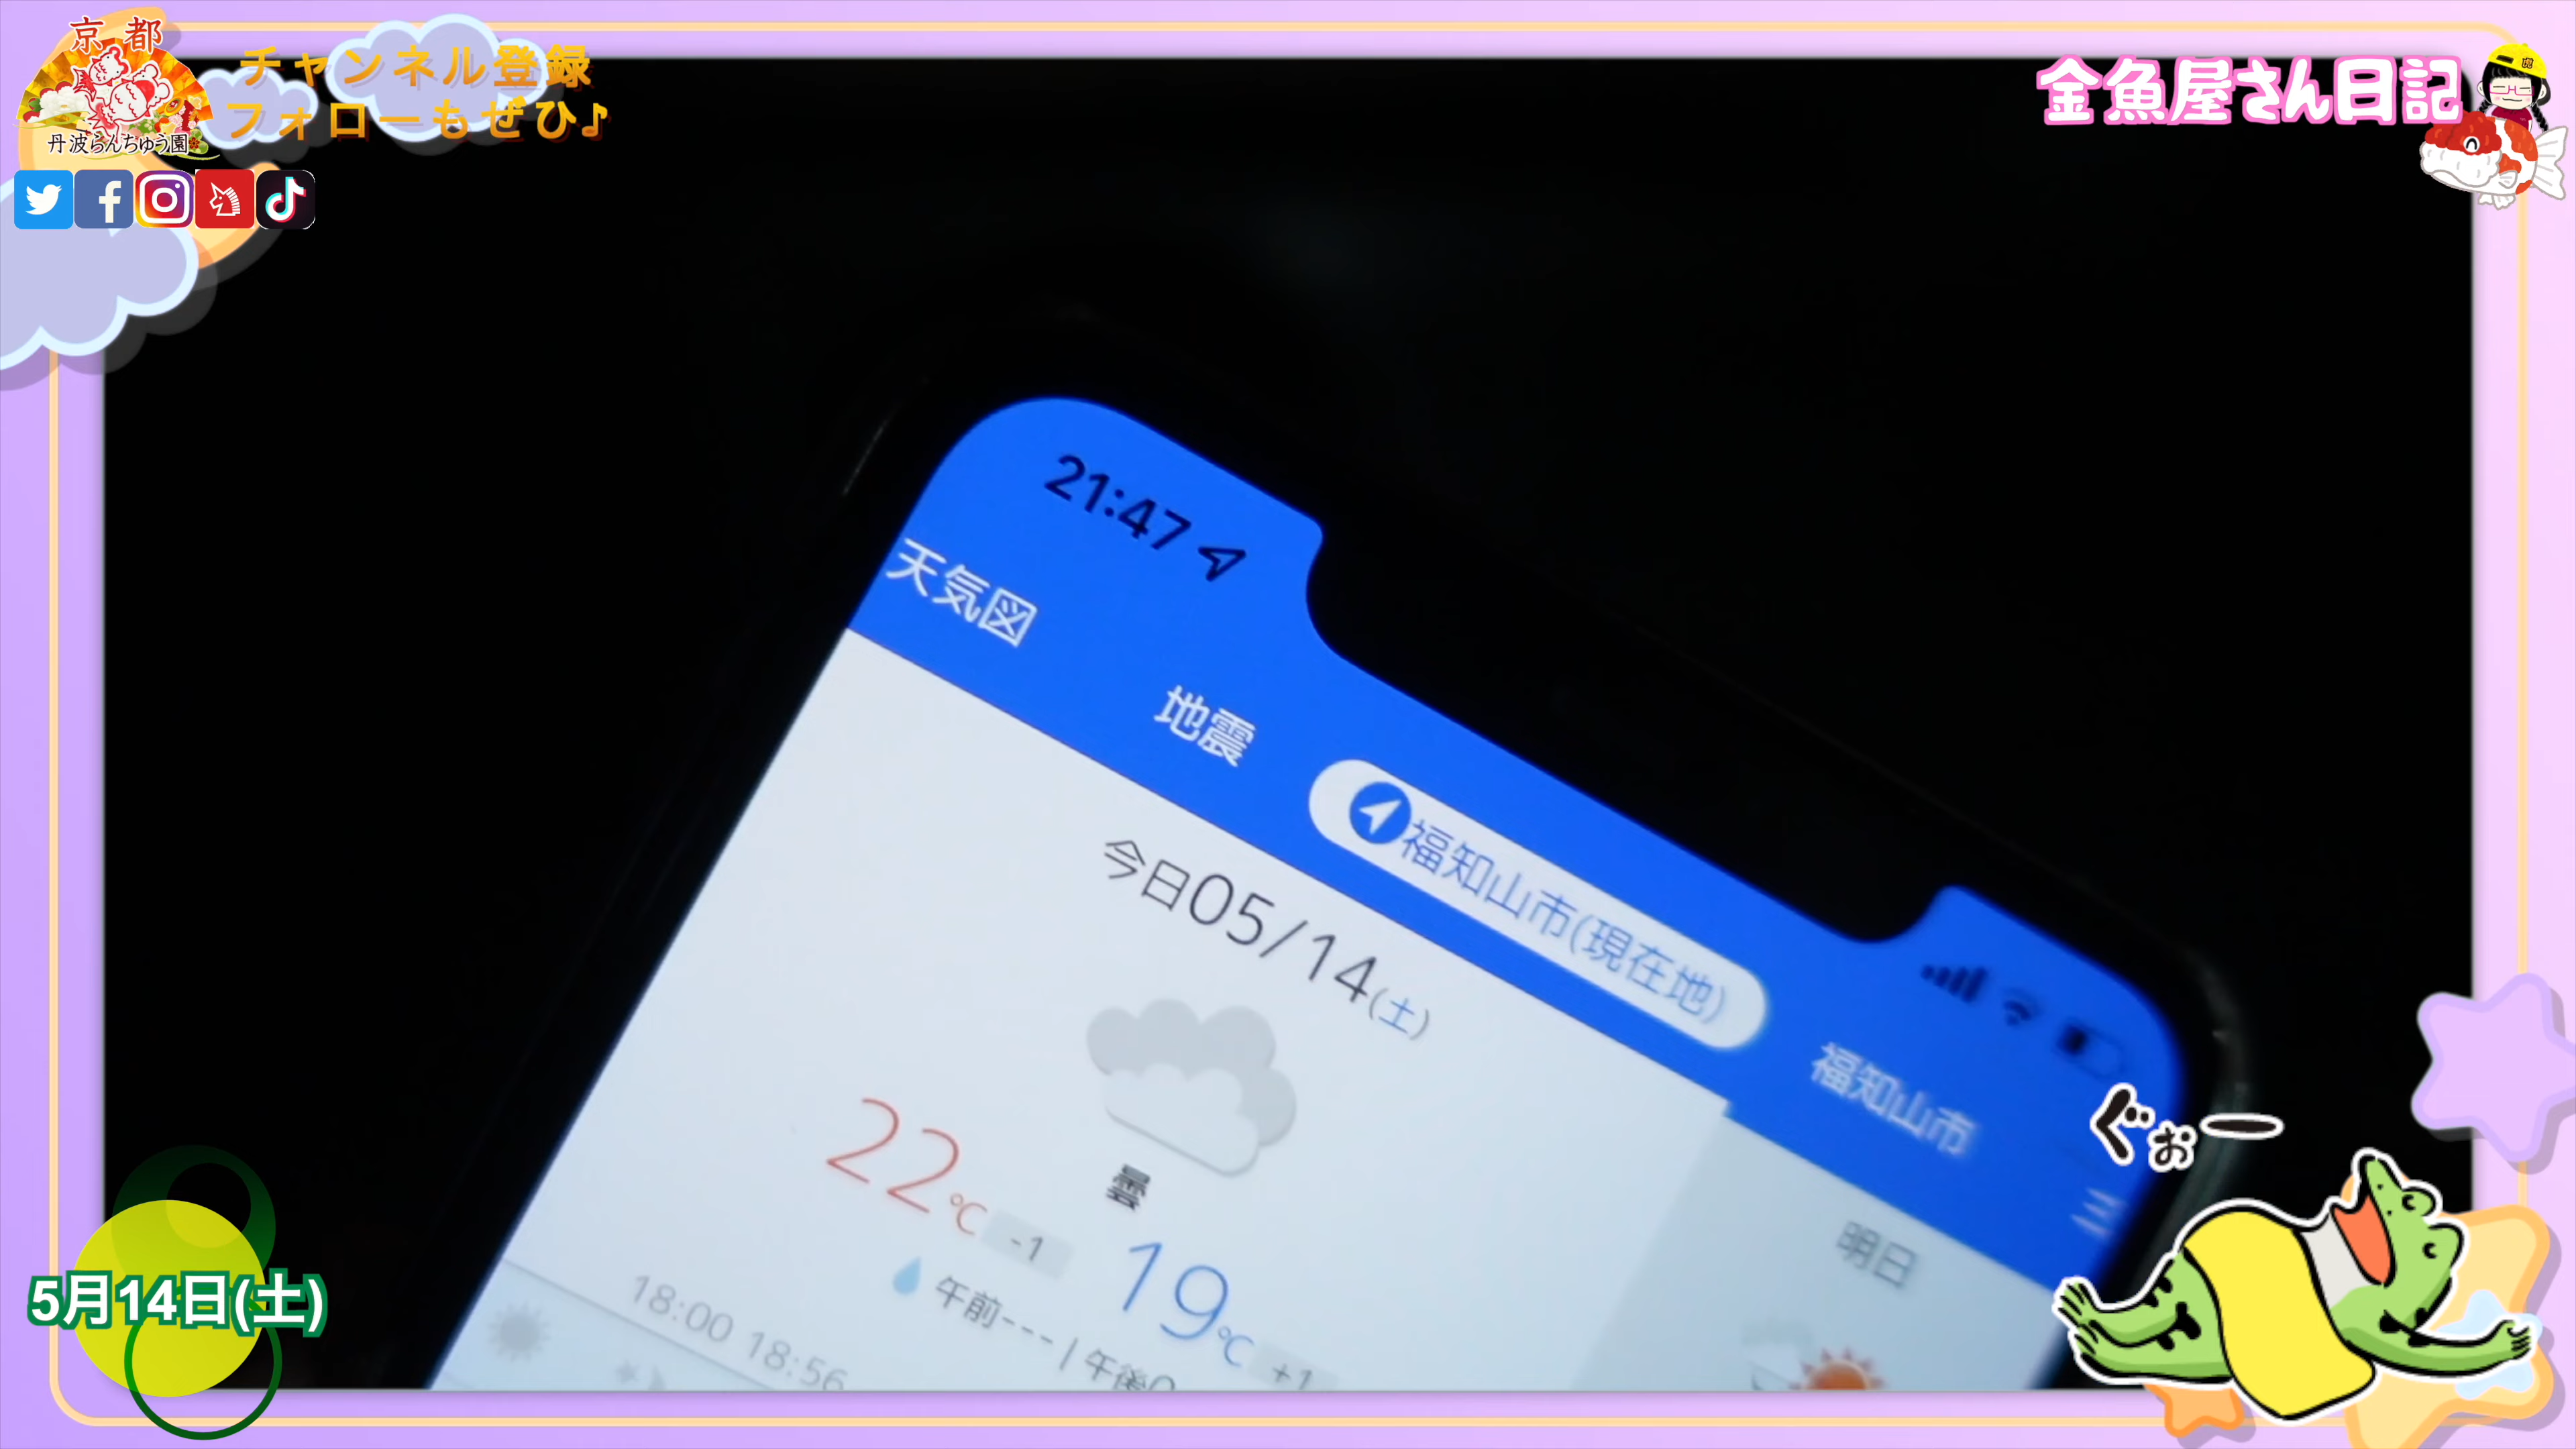 京都
丹波らんちゅう園
チャンネル登録
フォローもぜひ♪
金魚屋さん日記
21:47
天気図
地震
福知山市(現在地)
福知山市
今日05/14(土)
曇
22℃ -1
19℃ +1
明日
午前--- | 午後0
18:00 18:56
ぐぉー
5月14日(土)